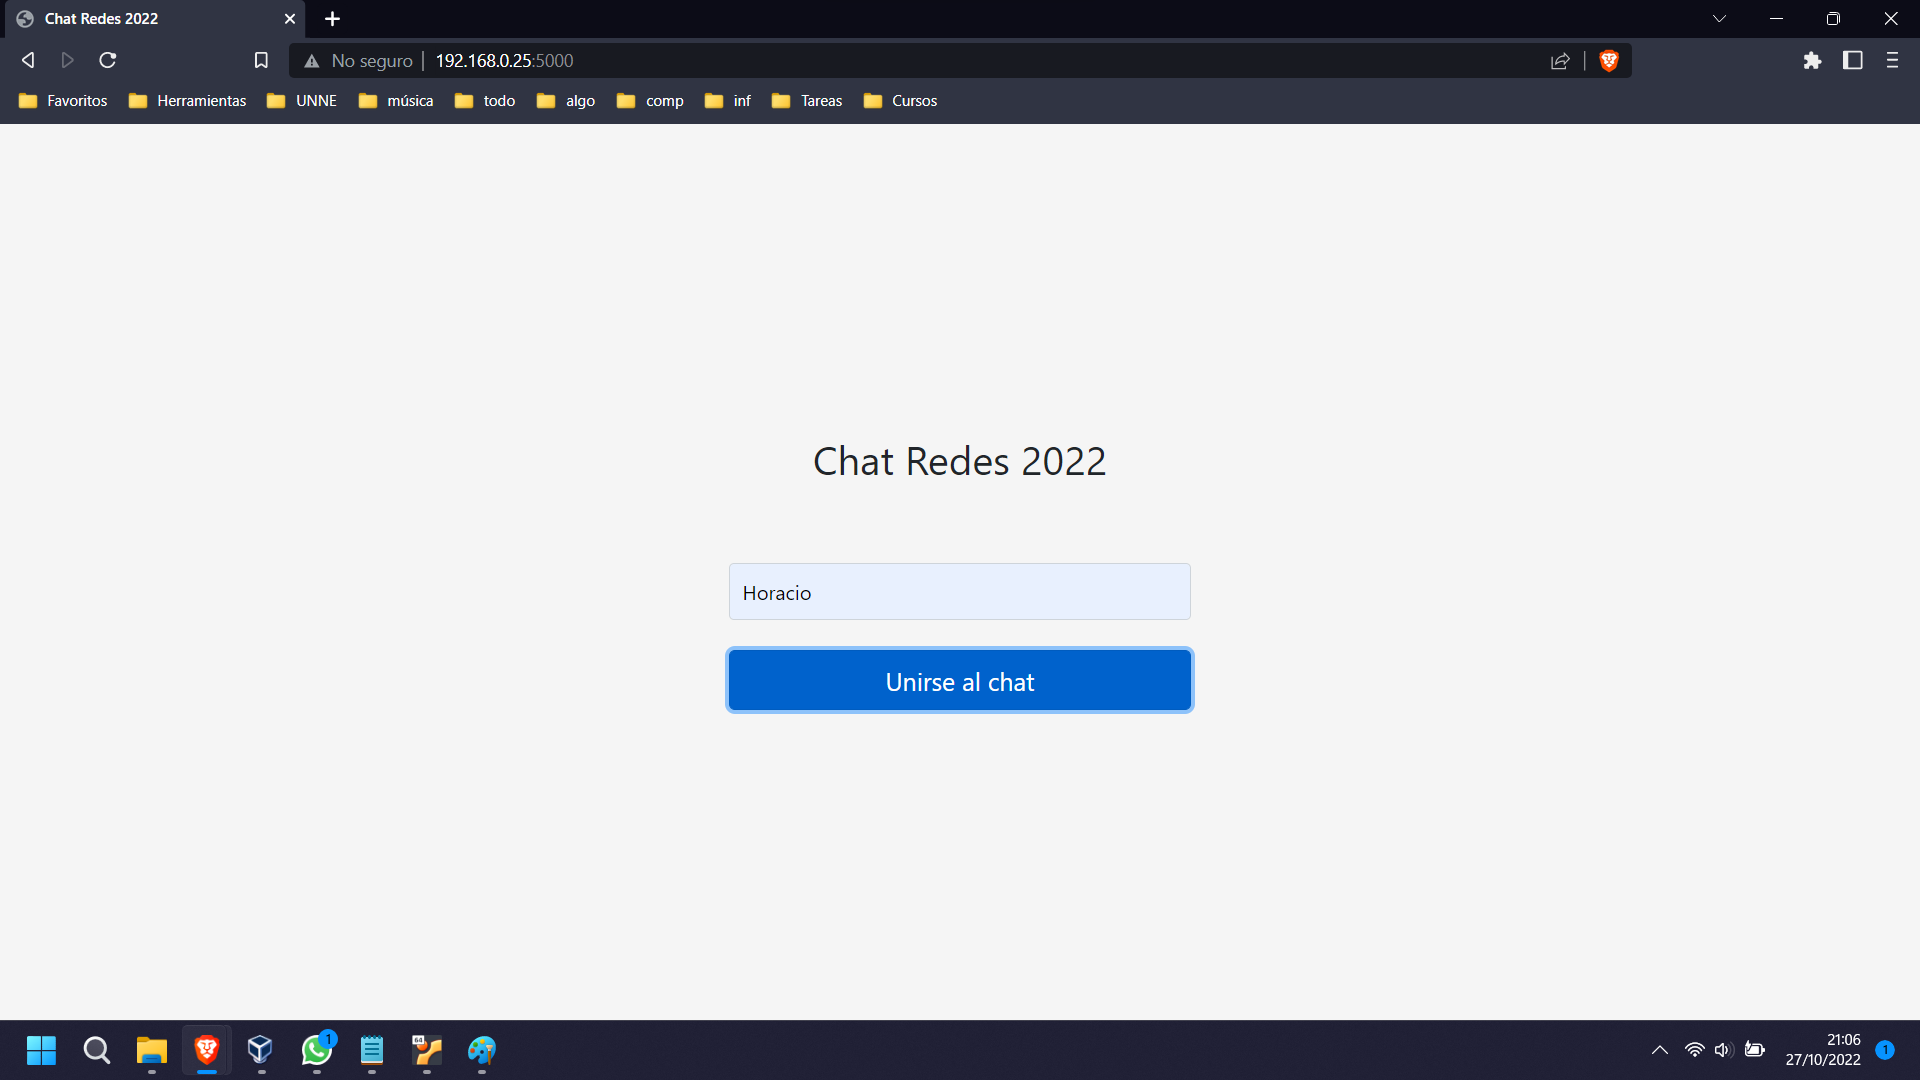 Chat Redes 2022
No seguro 192.168.0.25:5000
Favoritos Herramientas UNNE música todo algo comp inf Tareas Cursos
Chat Redes 2022
Horacio
Unirse al chat
1
64
21:06
27/10/2022
1